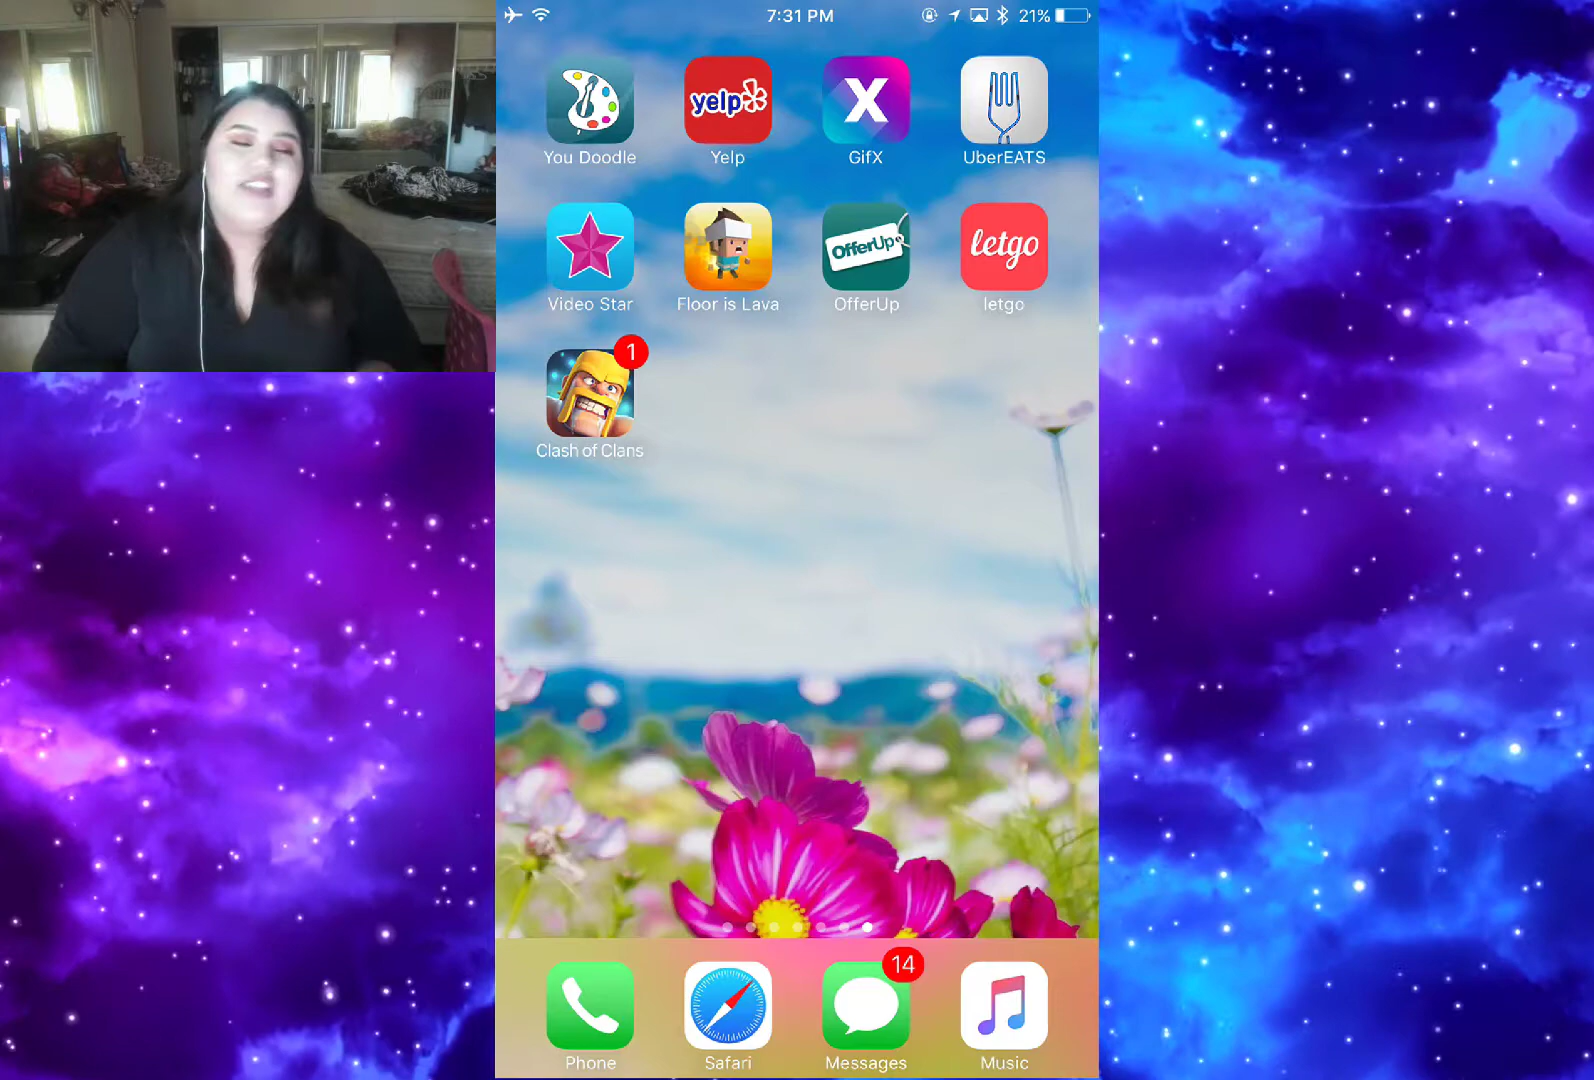 7:31 PM
21%
yelp
X
You Doodle
Yelp
GifX
UberEATS
OfferUp
letgo
Video Star
Floor is Lava
OfferUp
letgo
1
Clash of Clans
14
Phone
Safari
Messages
Music